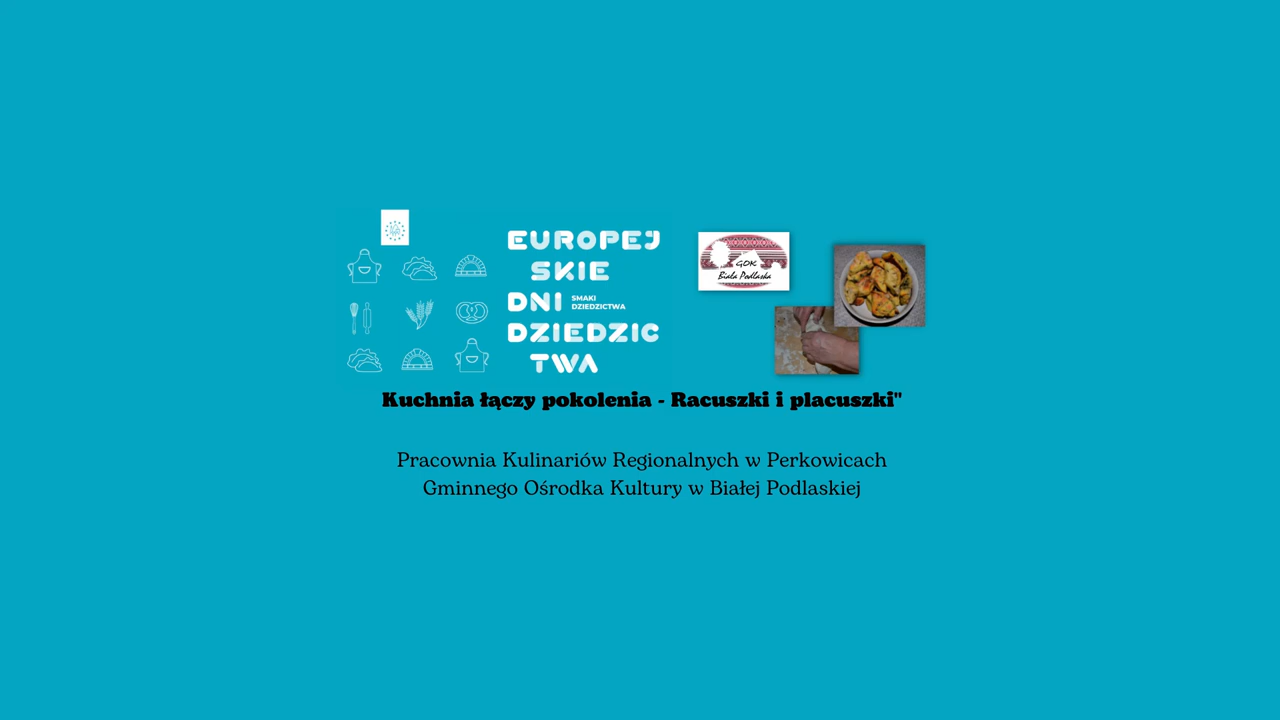 EUROPEJ
SKIE
DNI
SMAKI
DZIEDZICTWA
DZIEDZIC
TWA
GOK
Biała Podlaska
Kuchnia łączy pokolenia - Racuszki i placuszki"
Pracownia Kulinariów Regionalnych w Perkowicach
Gminnego Ośrodka Kultury w Białej Podlaskiej